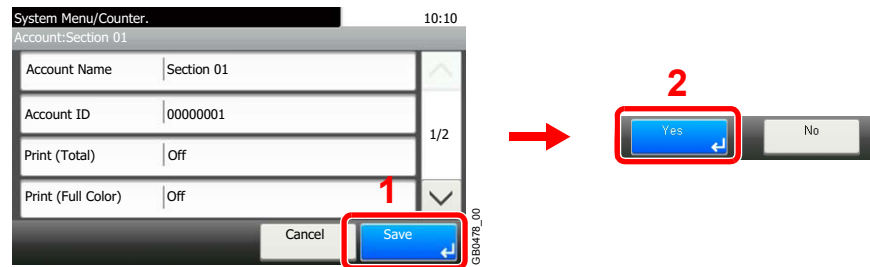 System Menu/Counter.
10:10
Account:Section 01
Account Name
Section 01
Account ID
00000001
1/2
Print (Total)
Off
Print (Full Color)
Off
1
Cancel
Save
GB0478_00
2
Yes
No